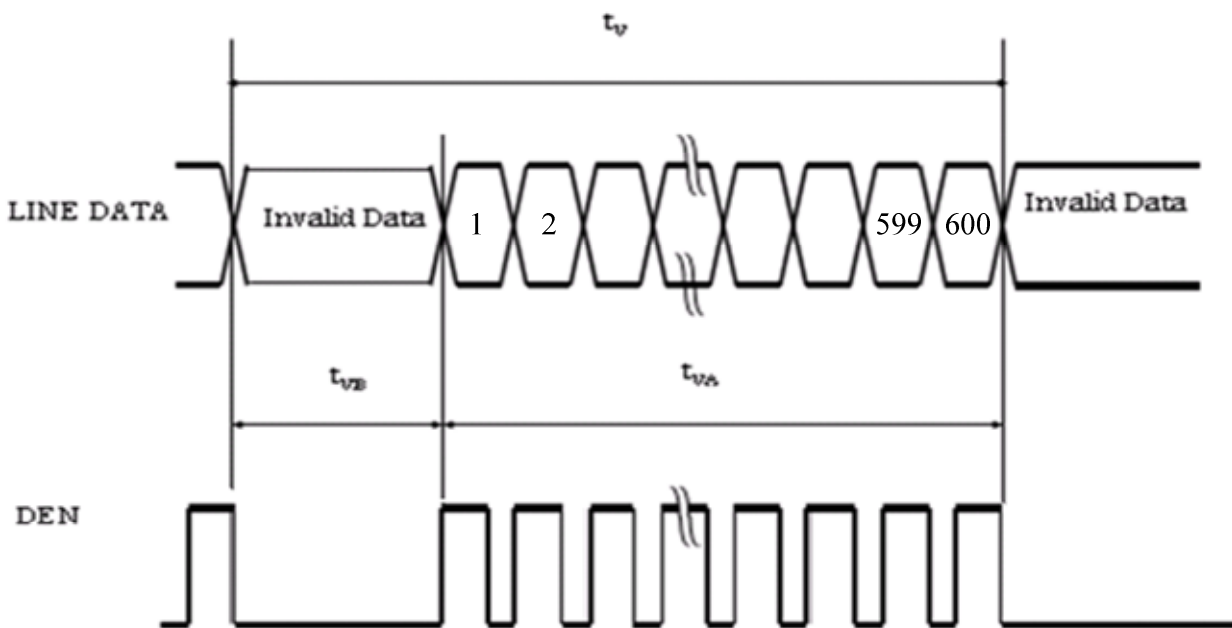 tv
LINE DATA
Invalid Data
1
2
599
600
Invalid Data
tVB
tVA
DEN